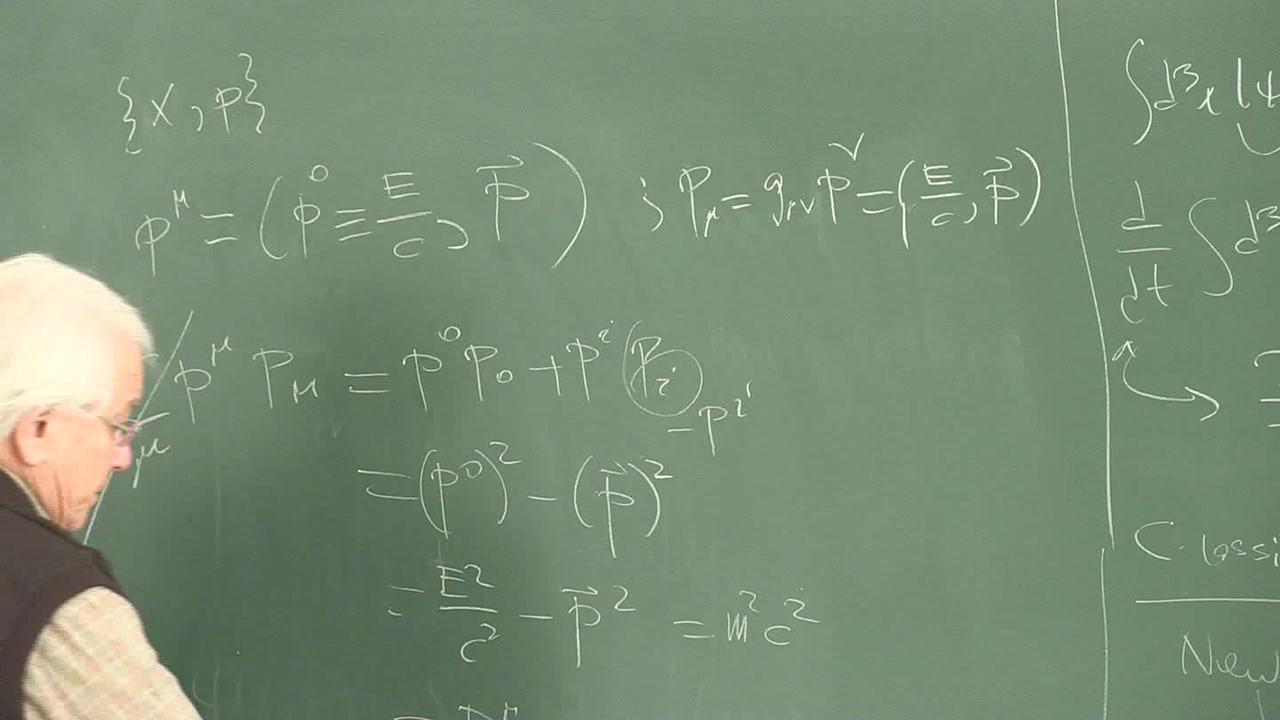 {x, p}
p^μ = (p^0 ≡ E/c, p⃗) ; p_μ = g_μν p^ν = (E/c, p⃗)
p^μ p_μ = p^0 p_0 + p^i p_i
μ
-p^i
= (p^0)^2 - (p⃗)^2
= E^2/c^2 - p⃗^2 = m^2 c^2
∫d^3x |ψ
d/dt ∫d^3
Classi
New